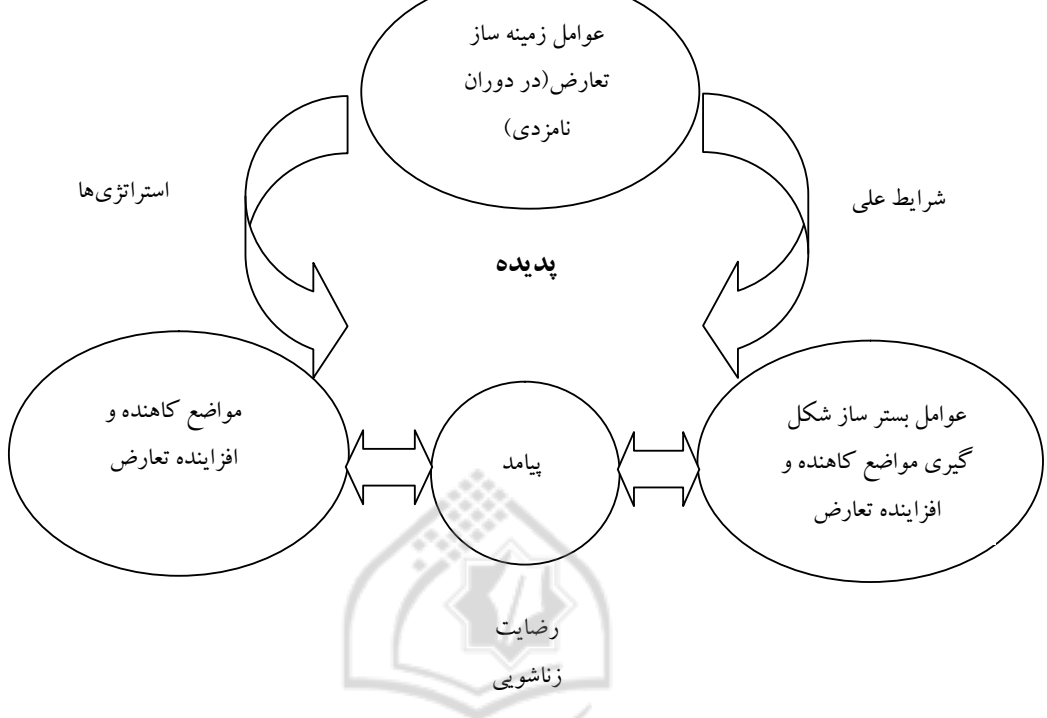 عوامل زمینه ساز
تعارض(در دوران
نامزدی)
شرایط علی
استراتژی‌ها
پدیده
عوامل بستر ساز شکل
گیری مواضع کاهنده و
افزاینده تعارض
پیامد
مواضع کاهنده و
افزاینده تعارض
رضایت
زناشویی